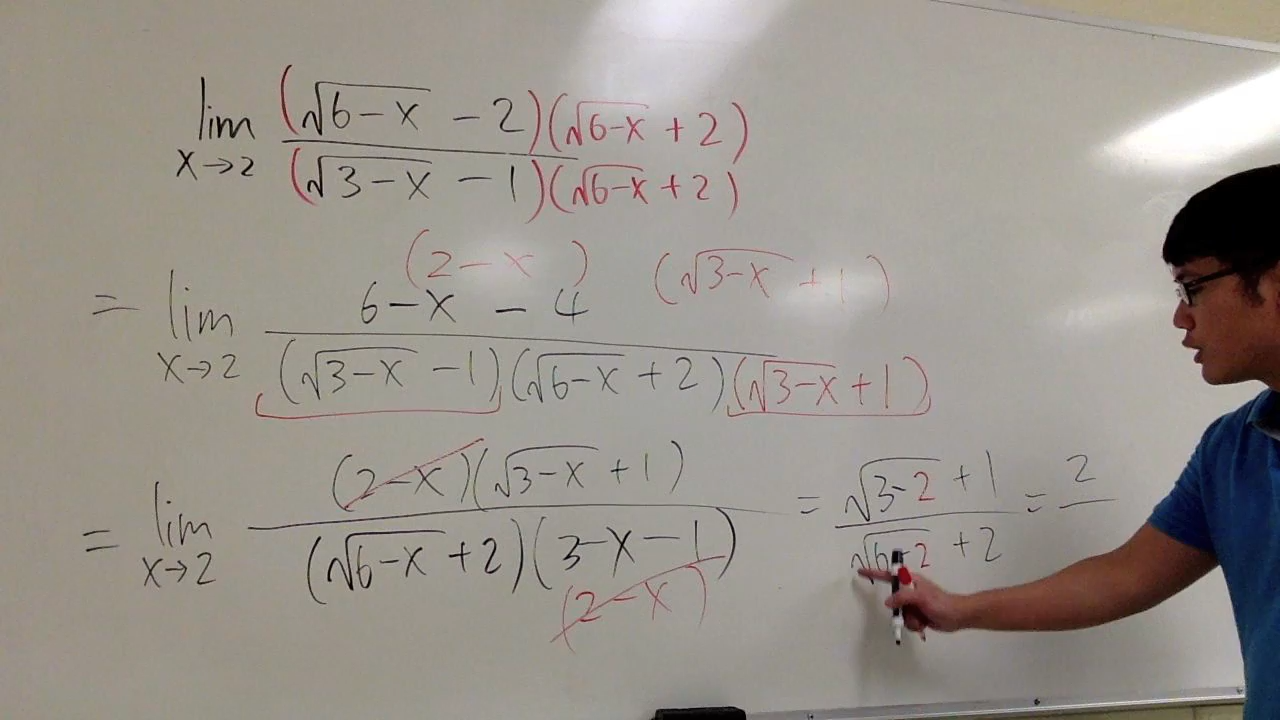 lim x→2 (√6-x - 2)(√6-x + 2)
(√3-x - 1)(√6-x + 2)
(2-x) (√3-x + 1)
= lim x→2 6-x - 4
(√3-x - 1)(√6-x + 2)(√3-x + 1)
= lim x→2 (2-x)(√3-x + 1) = √3-2 + 1 = 2
(√6-x + 2)(3-x-1) √6-2 + 2
(2-x)